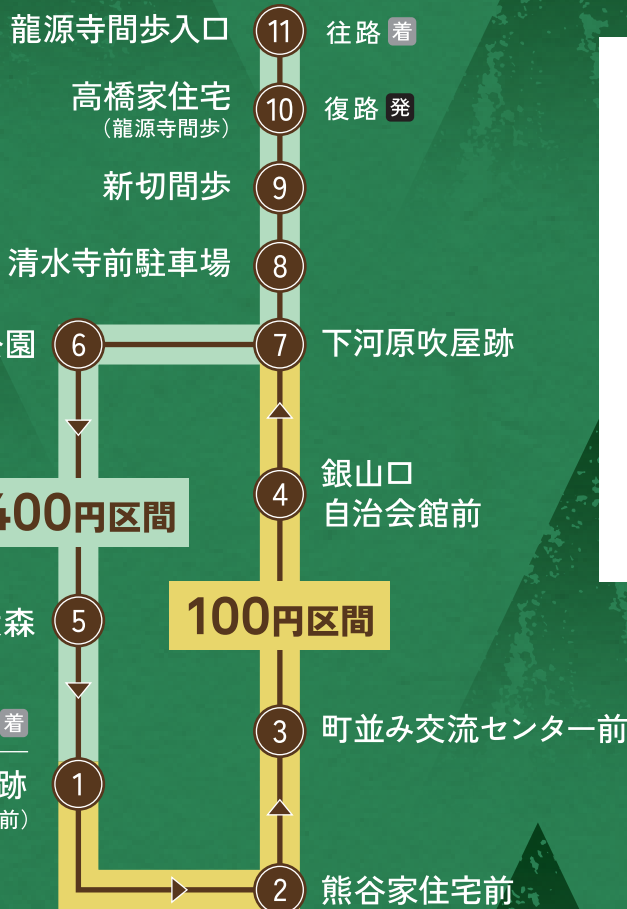 龍源寺間歩入口 11 往路 着
高橋家住宅 10 復路 発
（龍源寺間歩）
新切間歩 9
清水寺前駐車場 8
園 6 7 下河原吹屋跡
4 銀山口
自治会館前
400円区間
100円区間
森 5
着
3 町並み交流センター前
跡 1
前）
2 熊谷家住宅前